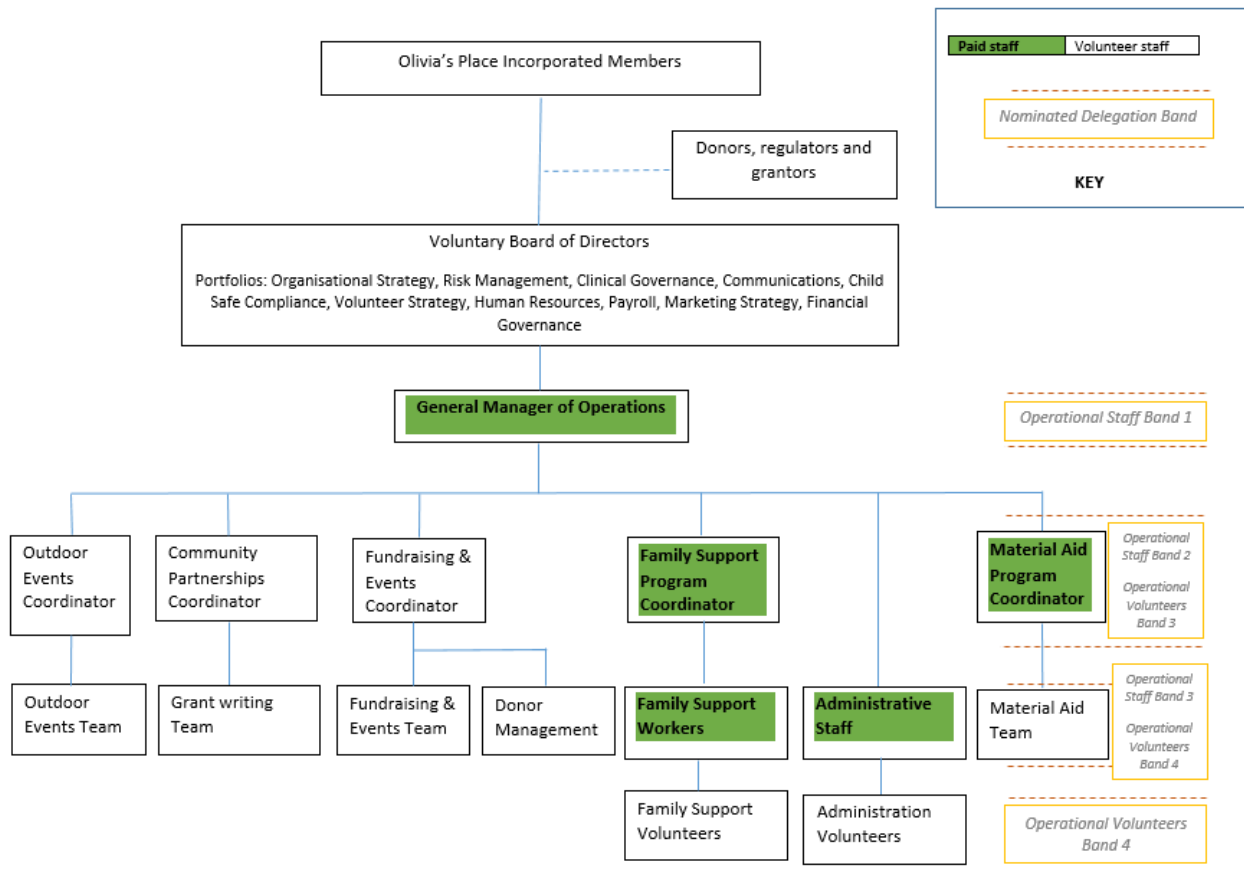 Olivia's Place Incorporated Members
Paid staff
Volunteer staff
Nominated Delegation Band
KEY
Donors, regulators and
grantors
Voluntary Board of Directors
Portfolios: Organisational Strategy, Risk Management, Clinical Governance, Communications, Child
Safe Compliance, Volunteer Strategy, Human Resources, Payroll, Marketing Strategy, Financial
Governance
General Manager of Operations
Operational Staff Band 1
Outdoor
Events
Coordinator
Community
Partnerships
Coordinator
Fundraising &
Events
Coordinator
Family Support
Program
Coordinator
Material Aid
Program
Coordinator
Operational
Staff Band 2
Operational
Volunteers
Band 3
Outdoor
Events Team
Grant writing
Team
Fundraising &
Events Team
Donor
Management
Family Support
Workers
Administrative
Staff
Material Aid
Team
Operational
Staff Band 3
Operational
Volunteers
Band 4
Family Support
Volunteers
Administration
Volunteers
Operational Volunteers
Band 4